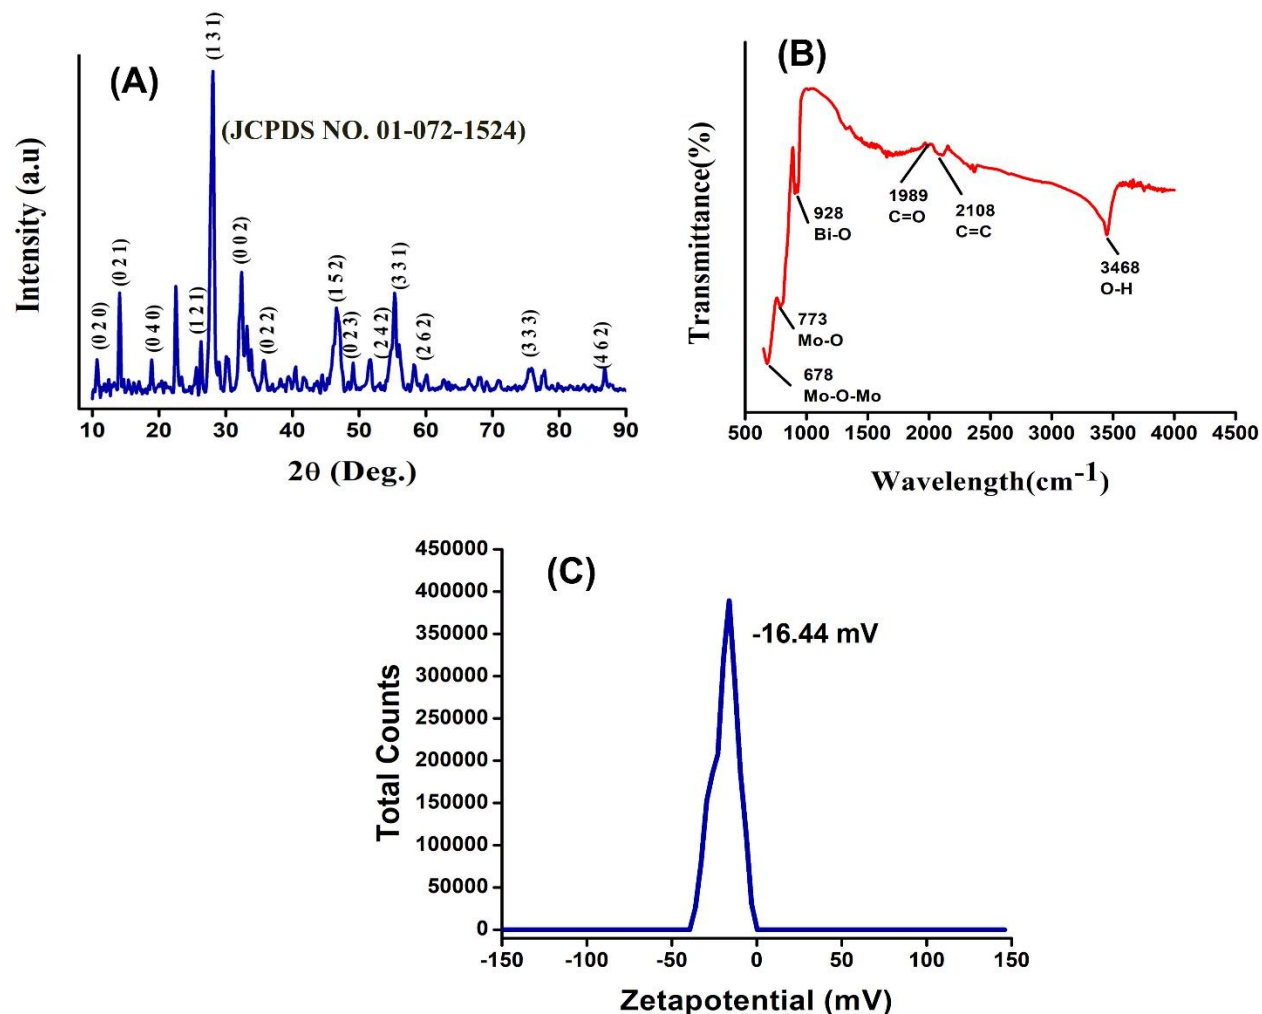 (A)
(JCPDS NO. 01-072-1524)
(0 2 0)
(0 2 1)
(0 4 0)
(1 2 1)
(1 3 1)
(0 0 2)
(0 2 2)
(1 5 2)
(0 2 3)
(2 4 2)
(3 3 1)
(2 6 2)
(3 3 3)
(4 6 2)
Intensity (a.u)
10 20 30 40 50 60 70 80 90
2θ (Deg.)
(B)
Transmittance(%)
678
Mo-O-Mo
773
Mo-O
928
Bi-O
1989
C=O
2108
C=C
3468
O-H
500 1000 1500 2000 2500 3000 3500 4000 4500
Wavelength(cm⁻¹)
(C)
-16.44 mV
Total Counts
450000
400000
350000
300000
250000
200000
150000
100000
50000
0
-150 -100 -50 0 50 100 150
Zetapotential (mV)